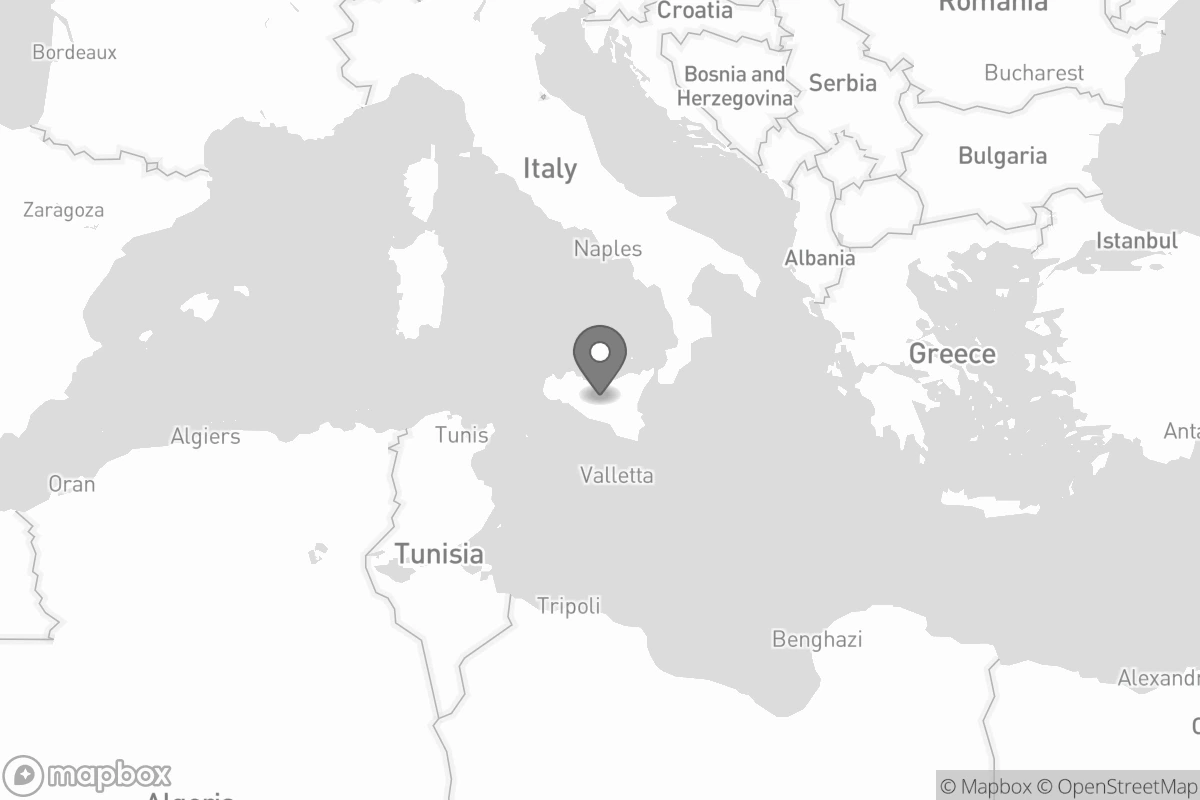 Croatia
Romania
Bordeaux
Bosnia and
Herzegovina
Serbia
Bucharest
Italy
Bulgaria
Zaragoza
Naples
Albania
Istanbul
Greece
Algiers
Tunis
Anta
Oran
Valletta
Tunisia
Tripoli
Benghazi
Alexandr
mapbox
Algeria
© Mapbox © OpenStreetMap